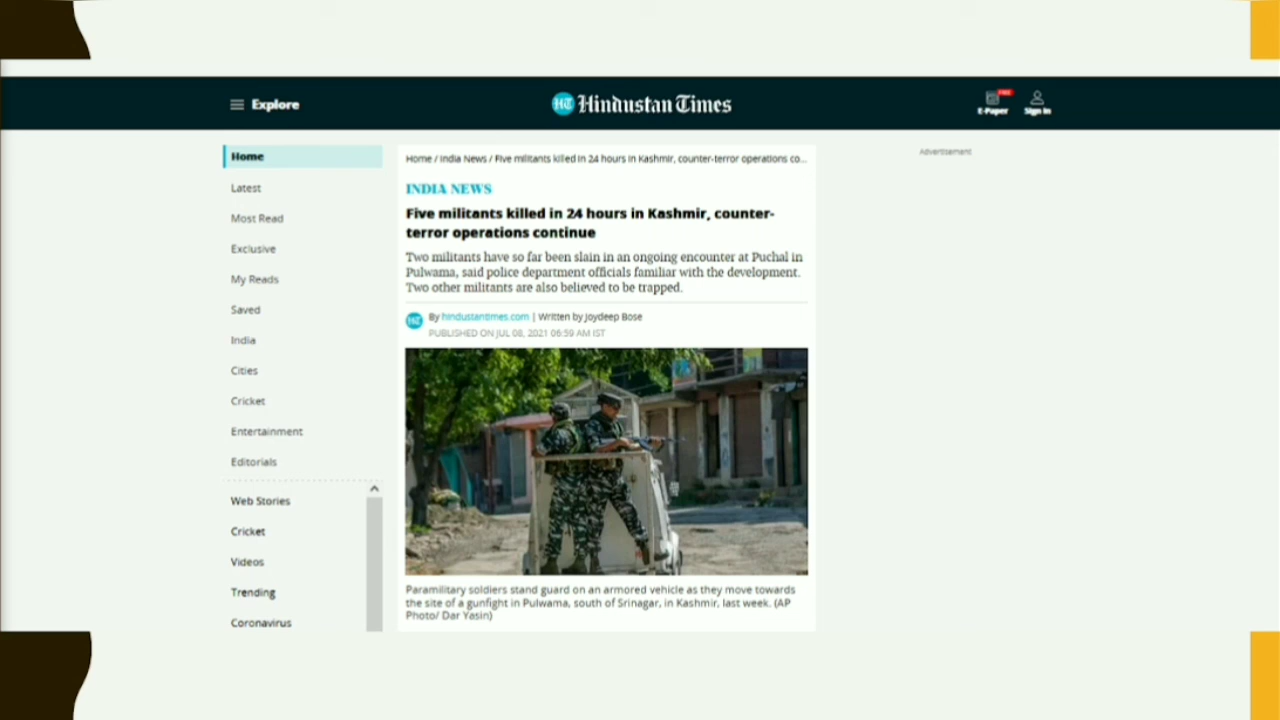 Explore
HT Hindustan Times
E-Paper
Sign In
Home
Latest
Most Read
Exclusive
My Reads
Saved
India
Cities
Cricket
Entertainment
Editorials
Web Stories
Cricket
Videos
Trending
Coronavirus
Home / India News / Five militants killed in 24 hours in Kashmir, counter-terror operations co...
INDIA NEWS
Five militants killed in 24 hours in Kashmir, counter-
terror operations continue
Two militants have so far been slain in an ongoing encounter at Puchal in
Pulwama, said police department officials familiar with the development.
Two other militants are also believed to be trapped.
HT
By hindustantimes.com | Written by Joydeep Bose
PUBLISHED ON JUL 08, 2021 06:59 AM IST
Paramilitary soldiers stand guard on an armored vehicle as they move towards
the site of a gunfight in Pulwama, south of Srinagar, in Kashmir, last week. (AP
Photo/ Dar Yasin)
Advertisement